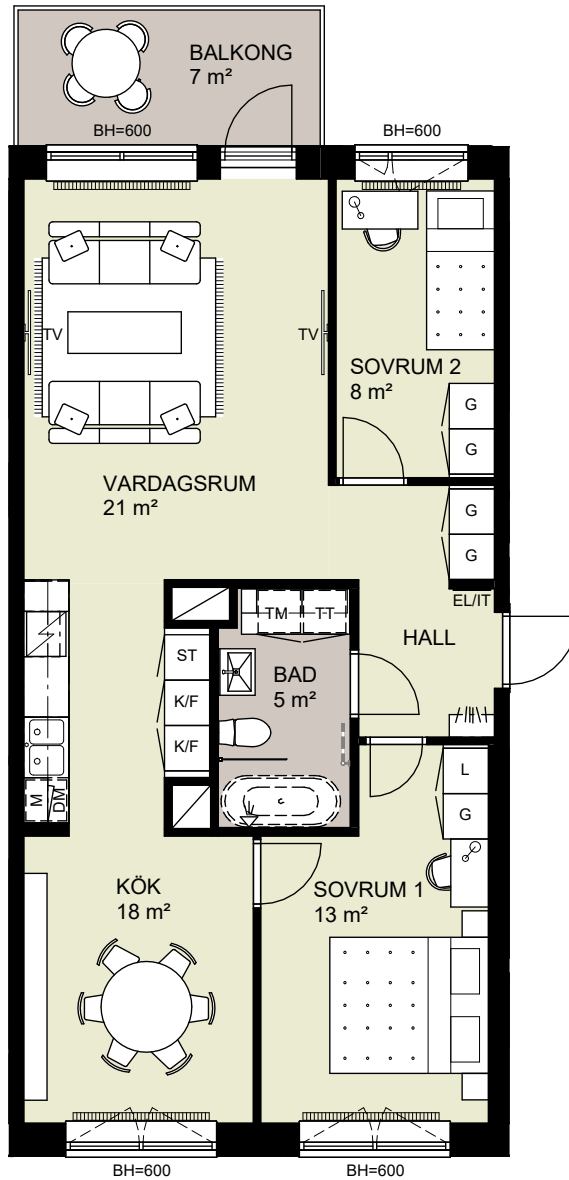 BALKONG
7 m²
BH=600
BH=600
TV
TV
SOVRUM 2
8 m²
G
G
VARDAGSRUM
21 m²
G
G
EL/IT
TM
TT
HALL
ST
BAD
5 m²
K/F
K/F
L
M
DM
G
KÖK
18 m²
SOVRUM 1
13 m²
BH=600
BH=600